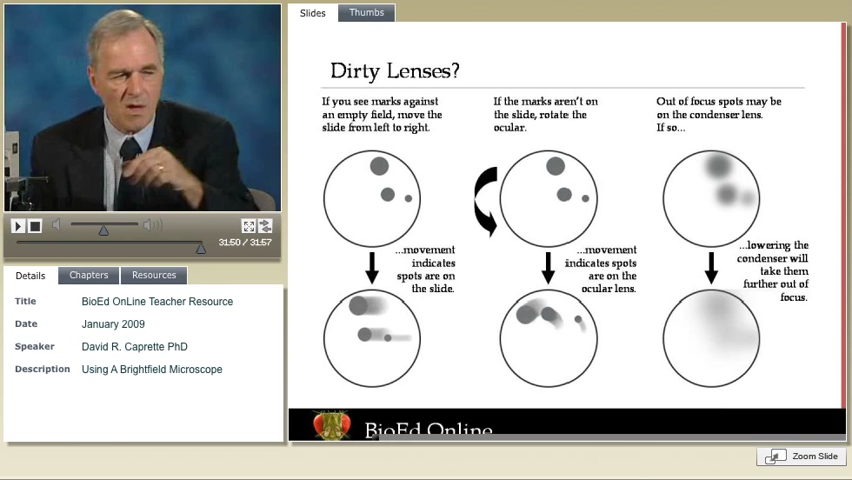 Slides
Thumbs
Dirty Lenses?
If you see marks against
an empty field, move the
slide from left to right.
If the marks aren't on
the slide, rotate the
ocular.
Out of focus spots may be
on the condenser lens.
If so...
...movement
indicates
spots are on
the slide.
...movement
indicates spots
are on the
ocular lens.
...lowering the
condenser will
take them
further out of
focus.
BioEd Online
31:50 / 31:57
Details
Chapters
Resources
Title BioEd OnLine Teacher Resource
Date January 2009
Speaker David R. Caprette PhD
Description Using A Brightfield Microscope
Zoom Slide